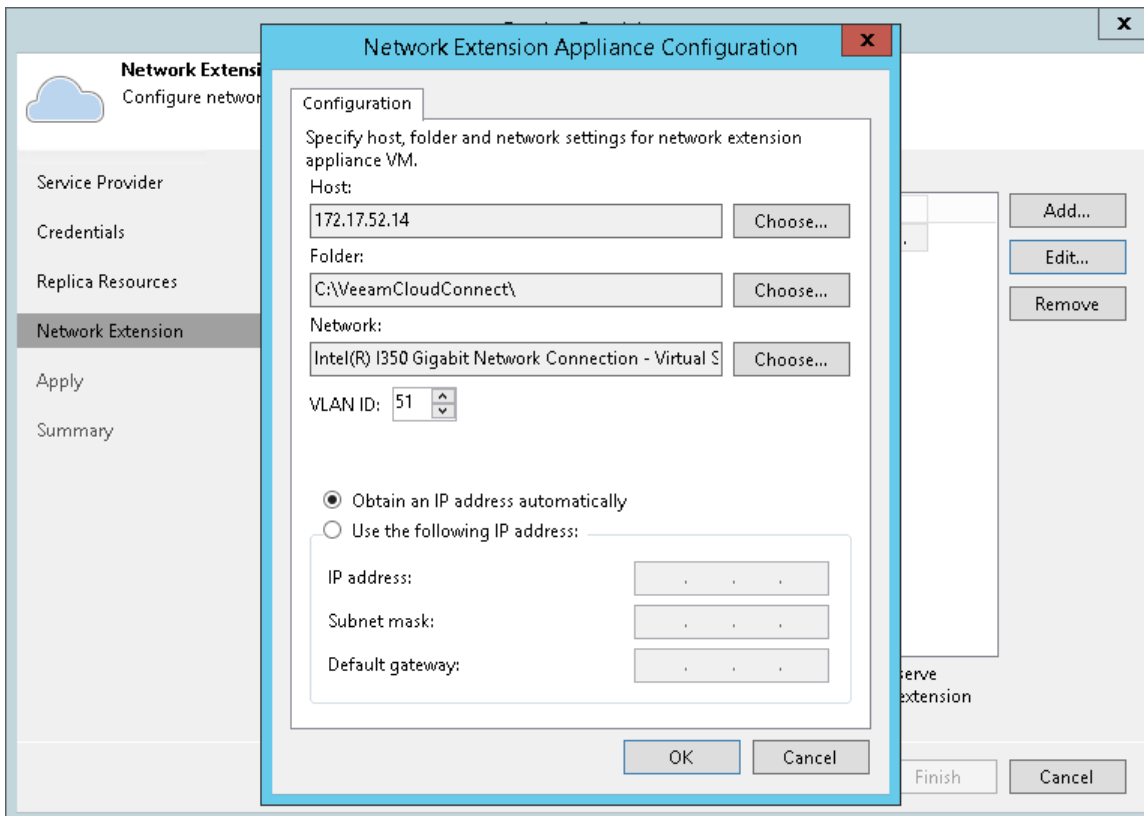 X
Network Extension Appliance Configuration
X
Network Extensi
Configure networ
Service Provider
Credentials
Replica Resources
Network Extension
Apply
Summary
Configuration
Specify host, folder and network settings for network extension
appliance VM.
Host:
172.17.52.14
Choose...
Folder:
C:\VeeamCloudConnect\
Choose...
Network:
Intel(R) I350 Gigabit Network Connection - Virtual S
Choose...
VLAN ID: 51
Obtain an IP address automatically
Use the following IP address:
IP address:
. . .
Subnet mask:
. . .
Default gateway:
. . .
OK
Cancel
Add...
Edit...
Remove
serve
extension
Finish
Cancel